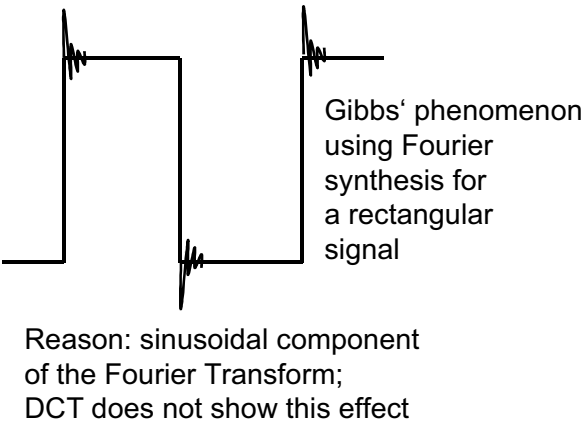 Gibbs‘ phenomenon
using Fourier
synthesis for
a rectangular
signal
Reason: sinusoidal component
of the Fourier Transform;
DCT does not show this effect